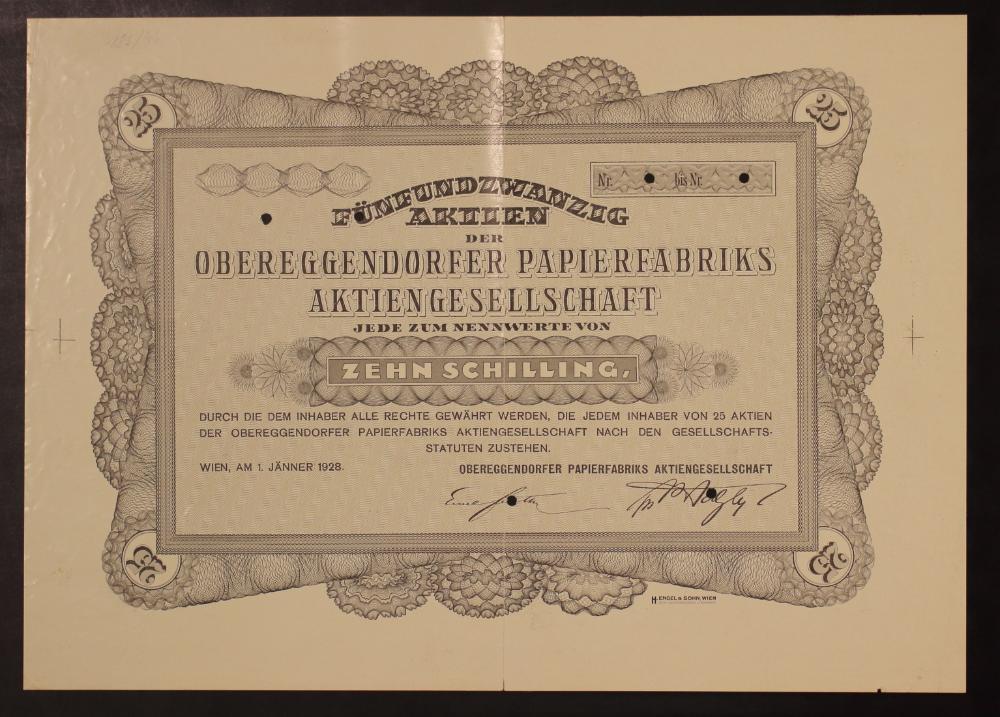 25
25
Nr. bis Nr.
FÜNFUNDZWANZIG
AKTIEN
DER
OBEREGGENDORFER PAPIERFABRIKS
AKTIENGESELLSCHAFT
JEDE ZUM NENNWERTE VON
ZEHN SCHILLING,
DURCH DIE DEM INHABER ALLE RECHTE GEWÄHRT WERDEN, DIE JEDEM INHABER VON 25 AKTIEN
DER OBEREGGENDORFER PAPIERFABRIKS AKTIENGESELLSCHAFT NACH DEN GESELLSCHAFTS-
STATUTEN ZUSTEHEN.
WIEN, AM 1. JÄNNER 1928.
OBEREGGENDORFER PAPIERFABRIKS AKTIENGESELLSCHAFT
25
25
H. ENGEL & SOHN, WIEN